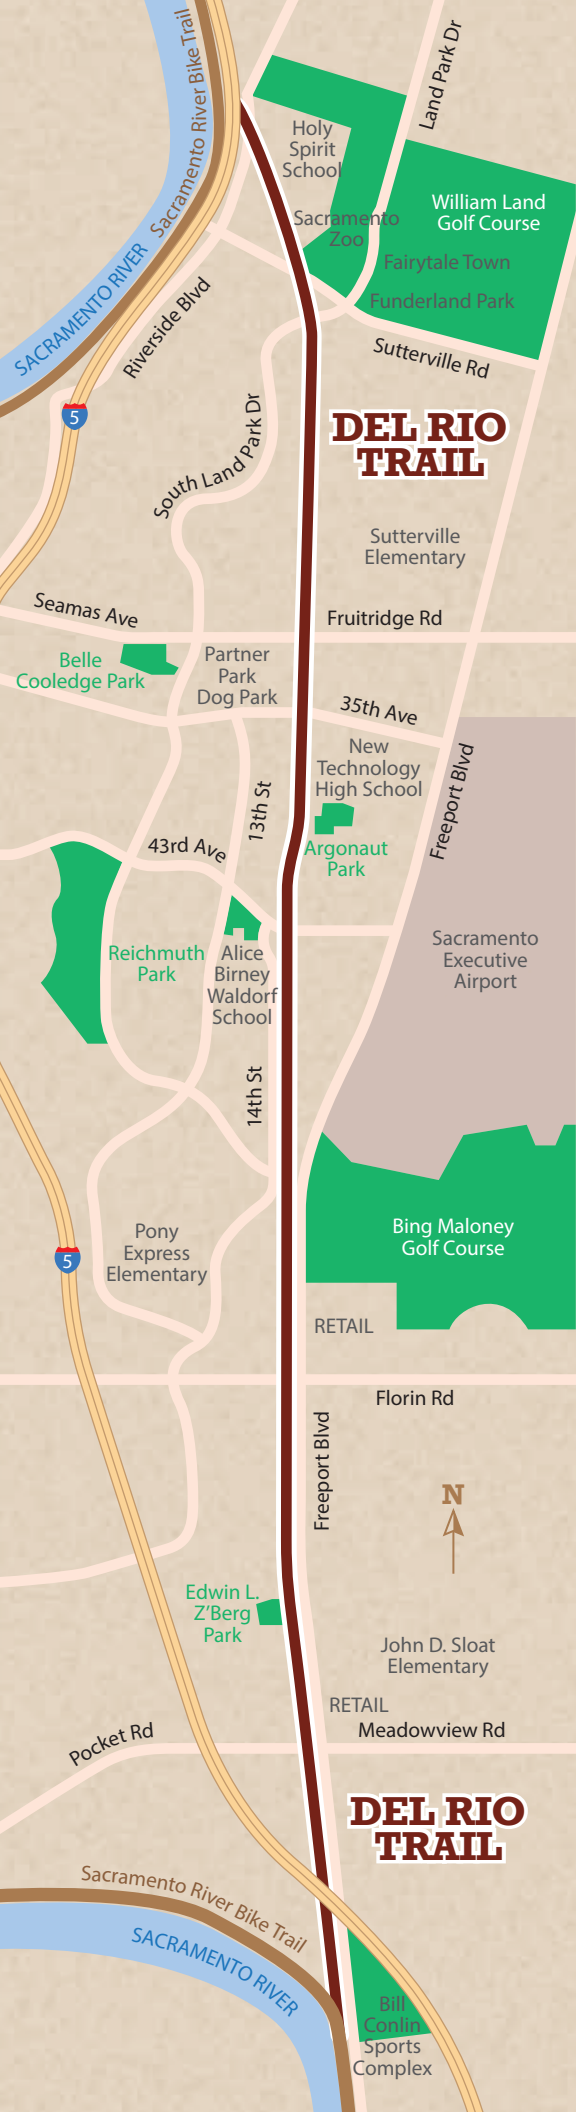 Sacramento River Bike Trail
Land Park Dr
Holy
Spirit
School
William Land
Golf Course
Sacramento
Zoo
Fairytale Town
SACRAMENTO RIVER
Riverside Blvd
Funderland Park
Sutterville Rd
5
DEL RIO
TRAIL
South Land Park Dr
Sutterville
Elementary
Seamas Ave
Fruitridge Rd
Belle
Cooledge Park
Partner
Park
Dog Park
35th Ave
New
Technology
High School
Freeport Blvd
13th St
43rd Ave
Argonaut
Park
Reichmuth
Park
Alice
Birney
Waldorf
School
Sacramento
Executive
Airport
14th St
Pony
Express
Elementary
5
Bing Maloney
Golf Course
RETAIL
Florin Rd
Freeport Blvd
N
Edwin L.
Z'Berg
Park
John D. Sloat
Elementary
RETAIL
Pocket Rd
Meadowview Rd
DEL RIO
TRAIL
Sacramento River Bike Trail
SACRAMENTO RIVER
Bill
Conlin
Sports
Complex